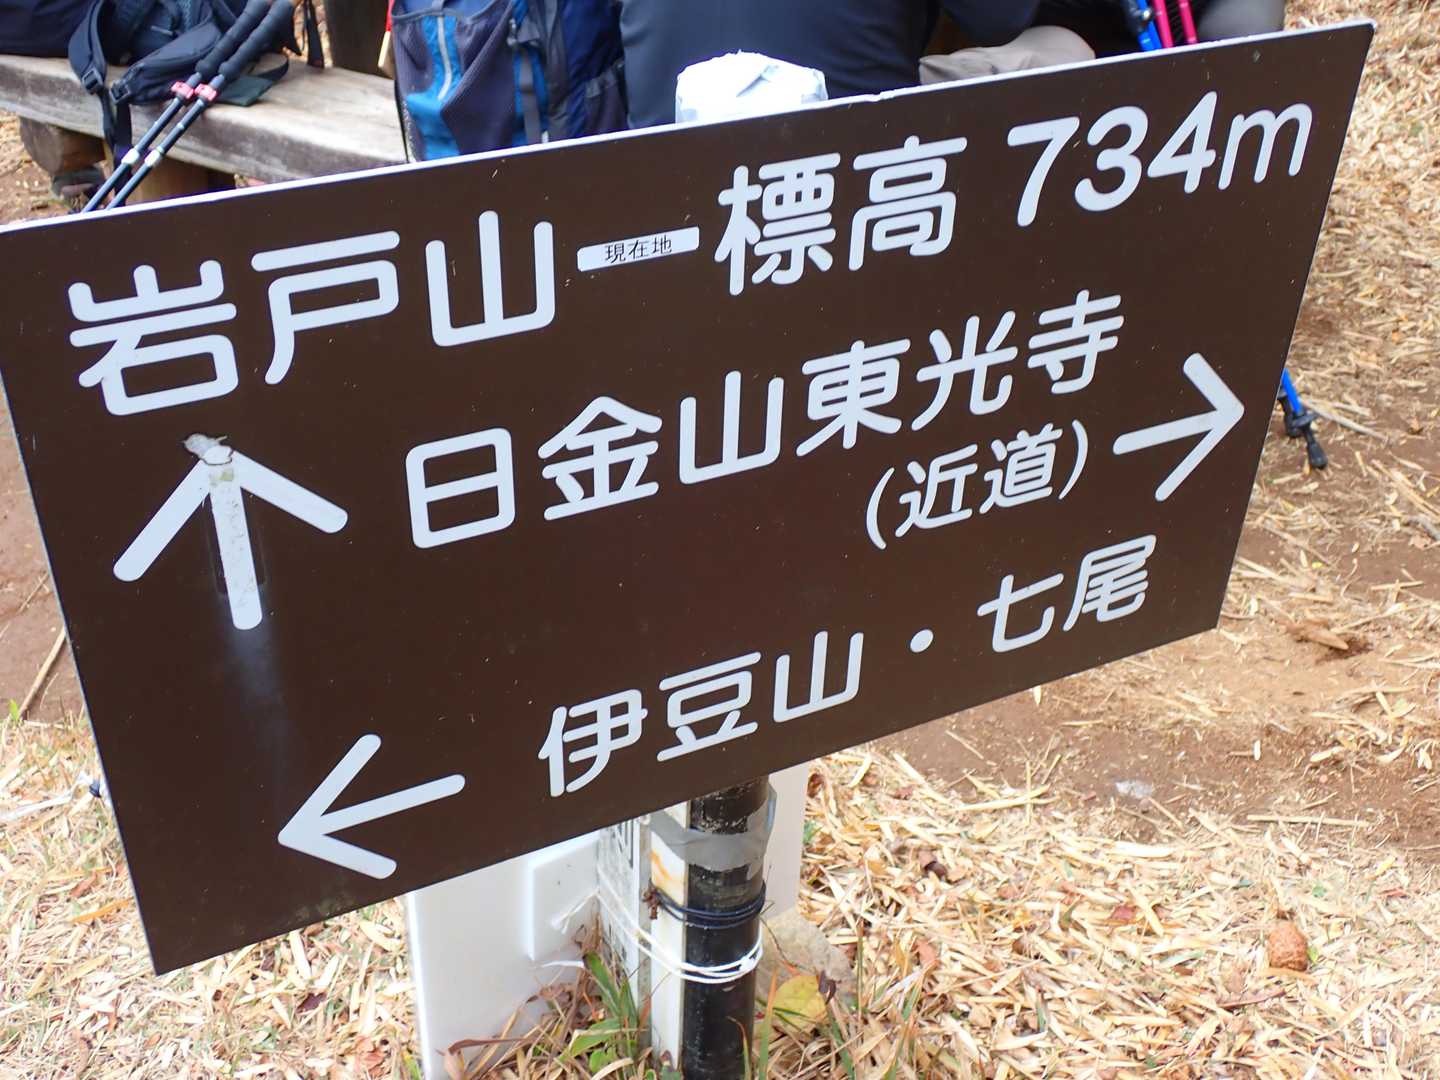 岩戸山ー標高 734m
現在地
↑ 日金山東光寺 →
(近道)
← 伊豆山・七尾